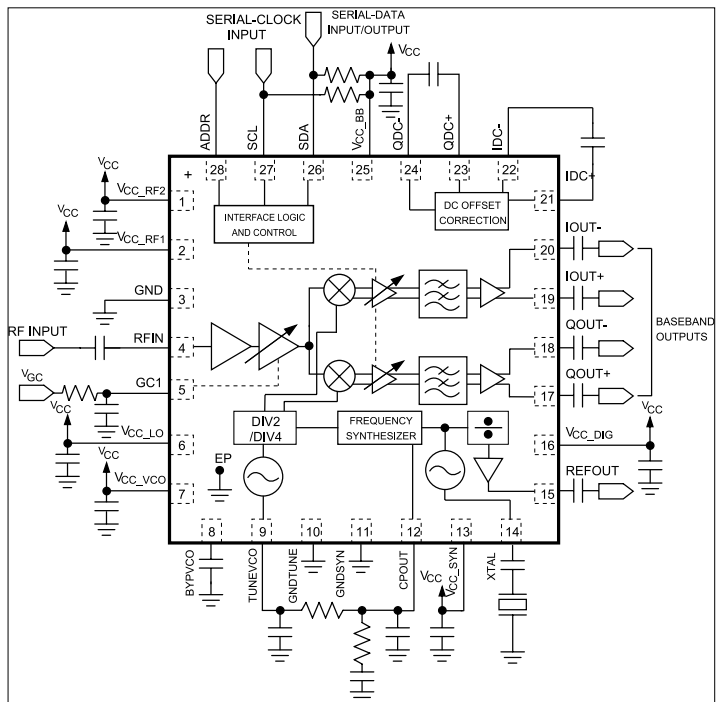 SERIAL-CLOCK
INPUT
SERIAL-DATA
INPUT/OUTPUT
VCC
ADDR
SCL
SDA
VCC_BB
QDC-
QDC+
IDC-
IDC+
+
28
27
26
25
24
23
22
21
INTERFACE LOGIC
AND CONTROL
DC OFFSET
CORRECTION
VCC
VCC_RF2
1
VCC
VCC_RF1
2
GND
3
RF INPUT
RFIN
4
VGC
GC1
5
VCC
VCC_LO
6
VCC
VCC_VCO
7
20
IOUT-
19
IOUT+
18
QOUT-
17
QOUT+
BASEBAND
OUTPUTS
VCC
16
VCC_DIG
15
REFOUT
DIV2
/DIV4
FREQUENCY
SYNTHESIZER
EP
8
9
10
11
12
13
14
BYPVCO
TUNEVCO
GNDTUNE
GNDSYN
CPOUT
VCC_SYN
XTAL
VCC